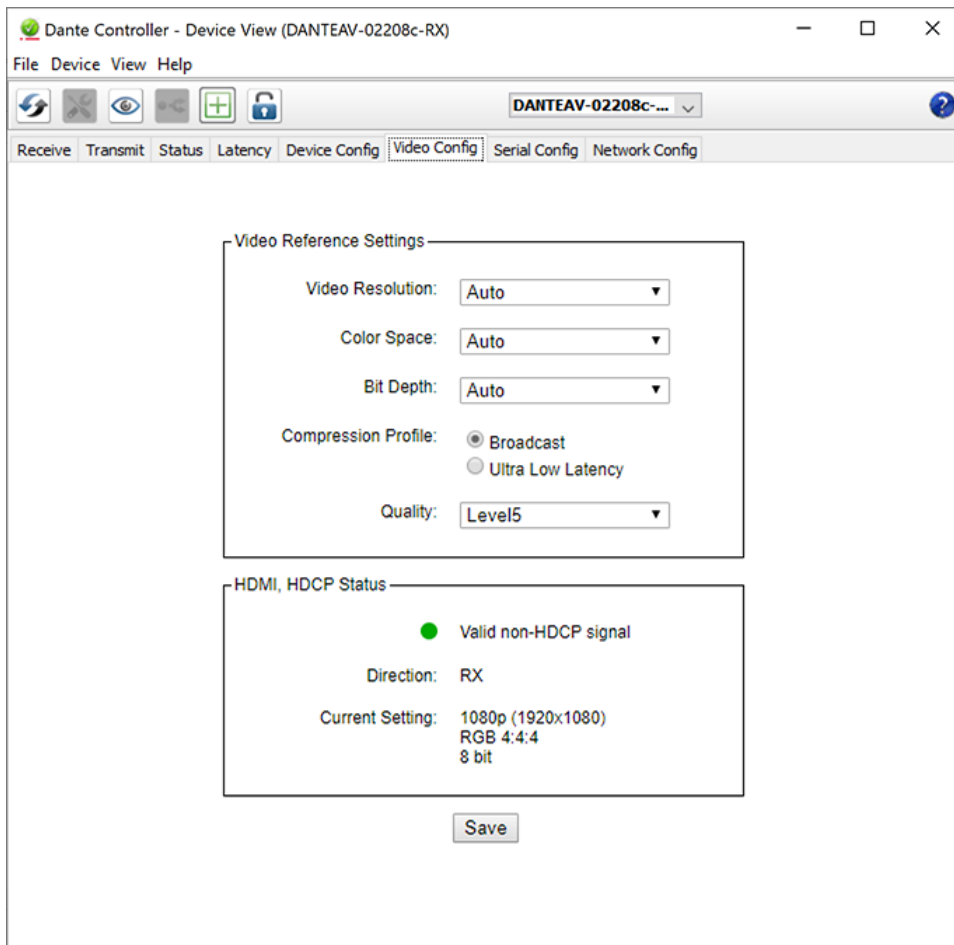 Dante Controller - Device View (DANTEAV-02208c-RX)
File Device View Help
DANTEAV-02208c-...
Receive Transmit Status Latency Device Config Video Config Serial Config Network Config
Video Reference Settings
Video Resolution: Auto
Color Space: Auto
Bit Depth: Auto
Compression Profile: Broadcast
Ultra Low Latency
Quality: Level5
HDMI, HDCP Status
Valid non-HDCP signal
Direction: RX
Current Setting: 1080p (1920x1080)
RGB 4:4:4
8 bit
Save